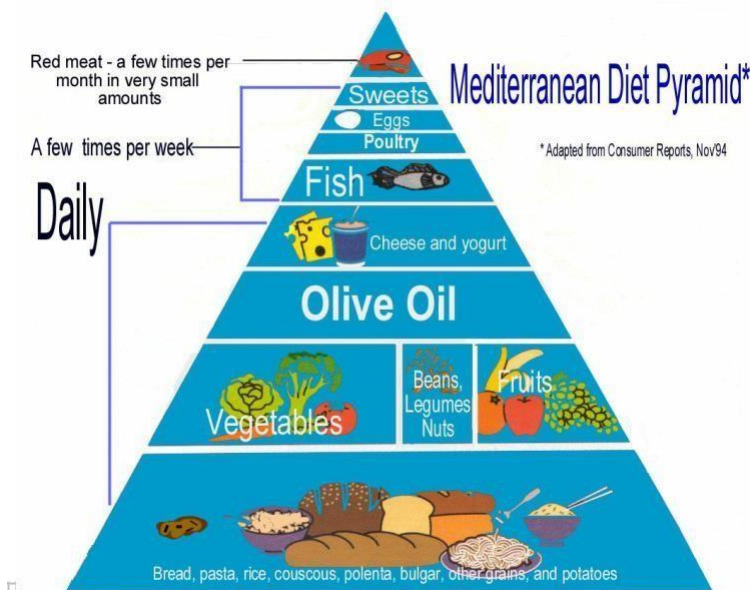 Red meat - a few times per
month in very small
amounts
Mediterranean Diet Pyramid*
* Adapted from Consumer Reports, Nov'94
Sweets
Eggs
Poultry
A few times per week
Fish
Daily
Cheese and yogurt
Olive Oil
Vegetables
Beans,
Legumes
Nuts
Fruits
Bread, pasta, rice, couscous, polenta, bulgar, other grains, and potatoes